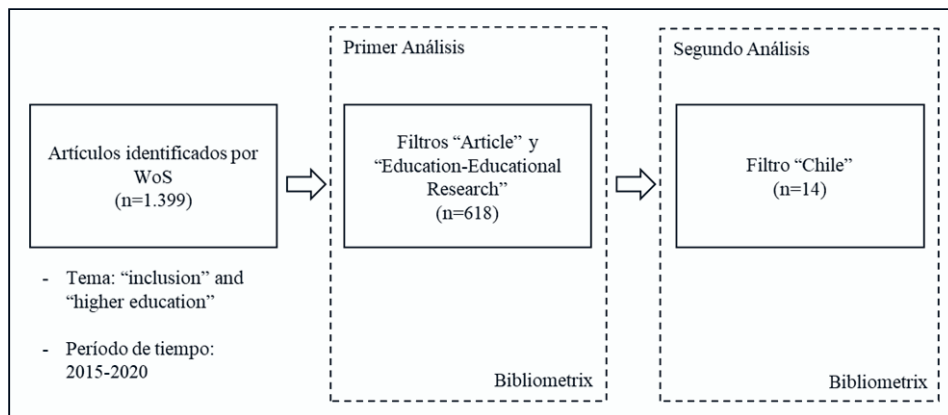 Artículos identificados por
WoS
(n=1.399)
- Tema: “inclusion” and
“higher education”
- Período de tiempo:
2015-2020
Primer Análisis
Filtros “Article” y
“Education-Educational
Research”
(n=618)
Bibliometrix
Segundo Análisis
Filtro “Chile”
(n=14)
Bibliometrix